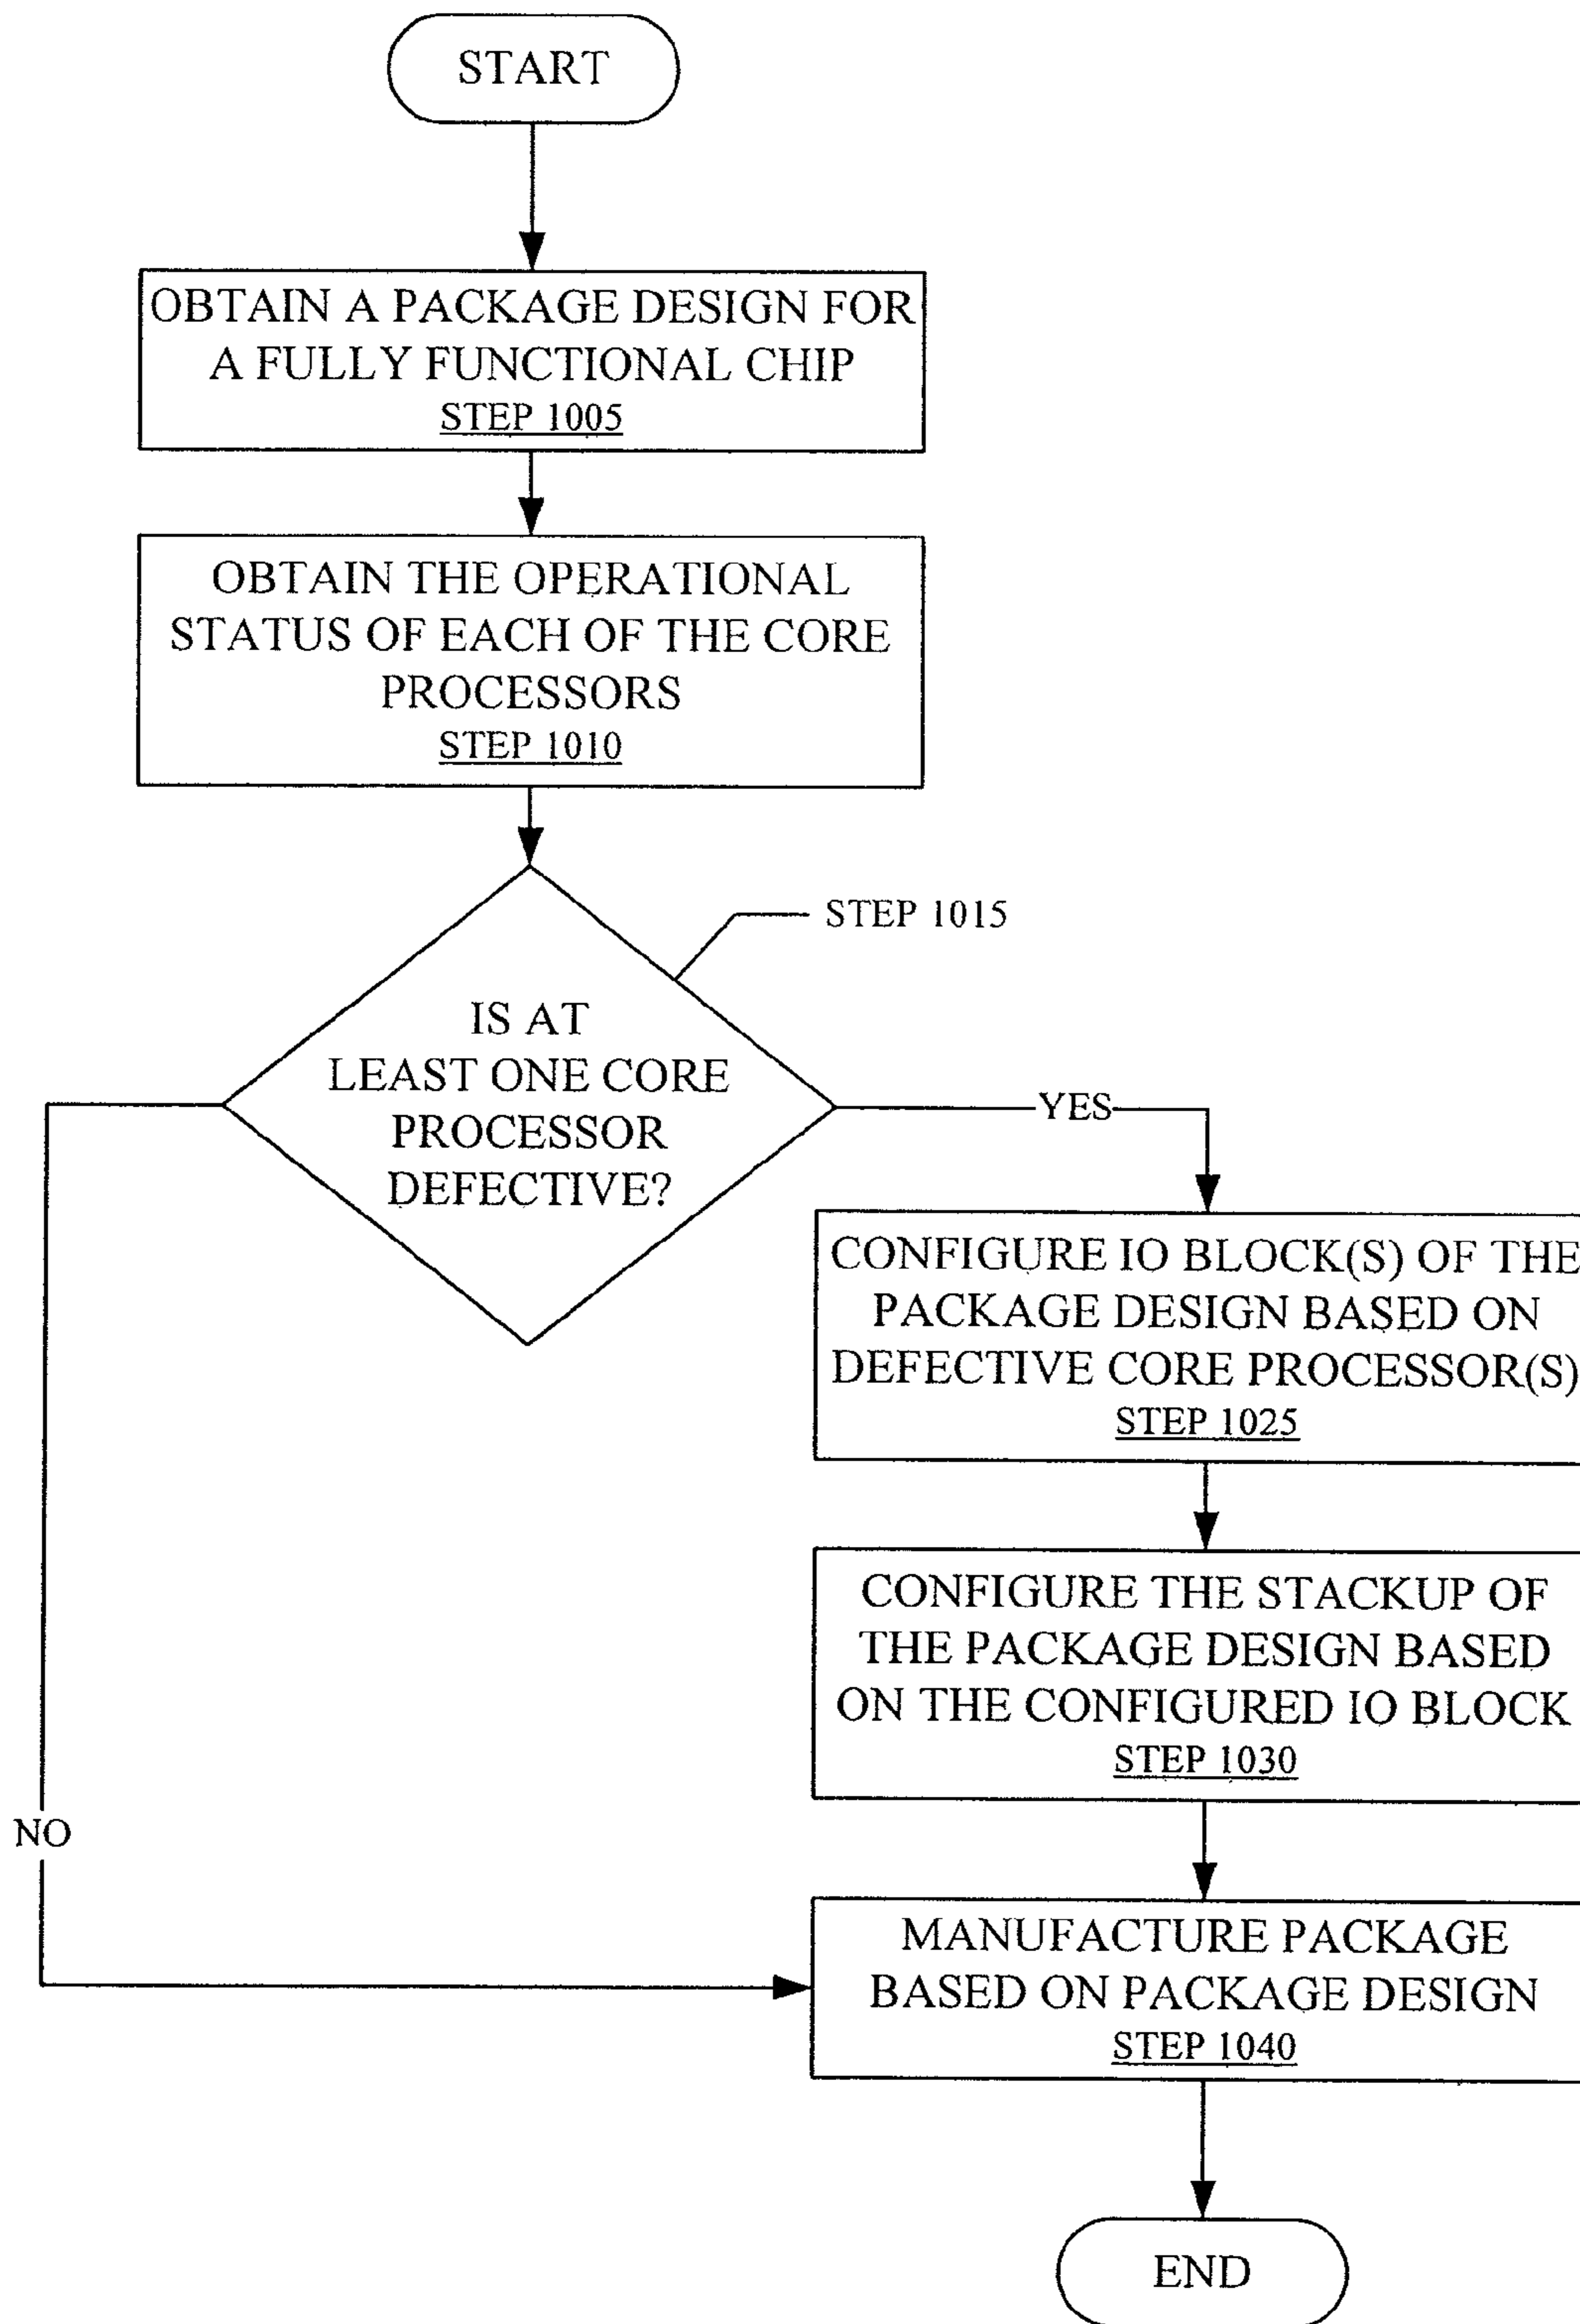 START
OBTAIN A PACKAGE DESIGN FOR
A FULLY FUNCTIONAL CHIP
STEP 1005
OBTAIN THE OPERATIONAL
STATUS OF EACH OF THE CORE
PROCESSORS
STEP 1010
STEP 1015
IS AT
LEAST ONE CORE
PROCESSOR
DEFECTIVE?
YES
CONFIGURE IO BLOCK(S) OF THE
PACKAGE DESIGN BASED ON
DEFECTIVE CORE PROCESSOR(S)
STEP 1025
CONFIGURE THE STACKUP OF
THE PACKAGE DESIGN BASED
ON THE CONFIGURED IO BLOCK
STEP 1030
NO
MANUFACTURE PACKAGE
BASED ON PACKAGE DESIGN
STEP 1040
END